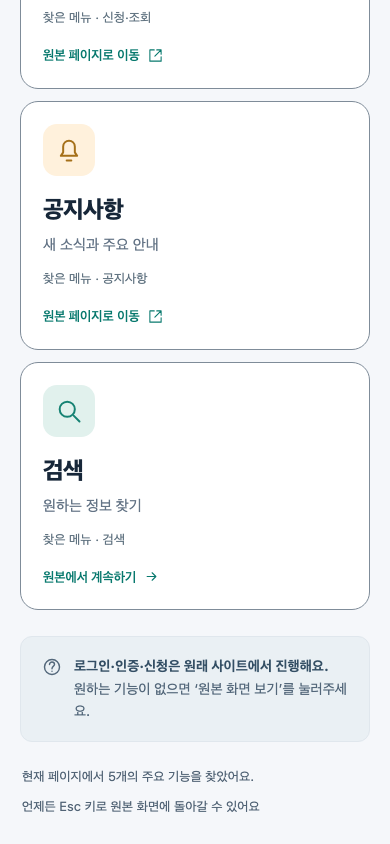 찾은 메뉴 · 신청·조회
원본 페이지로 이동
공지사항
새 소식과 주요 안내
찾은 메뉴 · 공지사항
원본 페이지로 이동
검색
원하는 정보 찾기
찾은 메뉴 · 검색
원본에서 계속하기 →
로그인·인증·신청은 원래 사이트에서 진행해요.
원하는 기능이 없으면 ‘원본 화면 보기’를 눌러주세
요.
현재 페이지에서 5개의 주요 기능을 찾았어요.
언제든 Esc 키로 원본 화면에 돌아갈 수 있어요